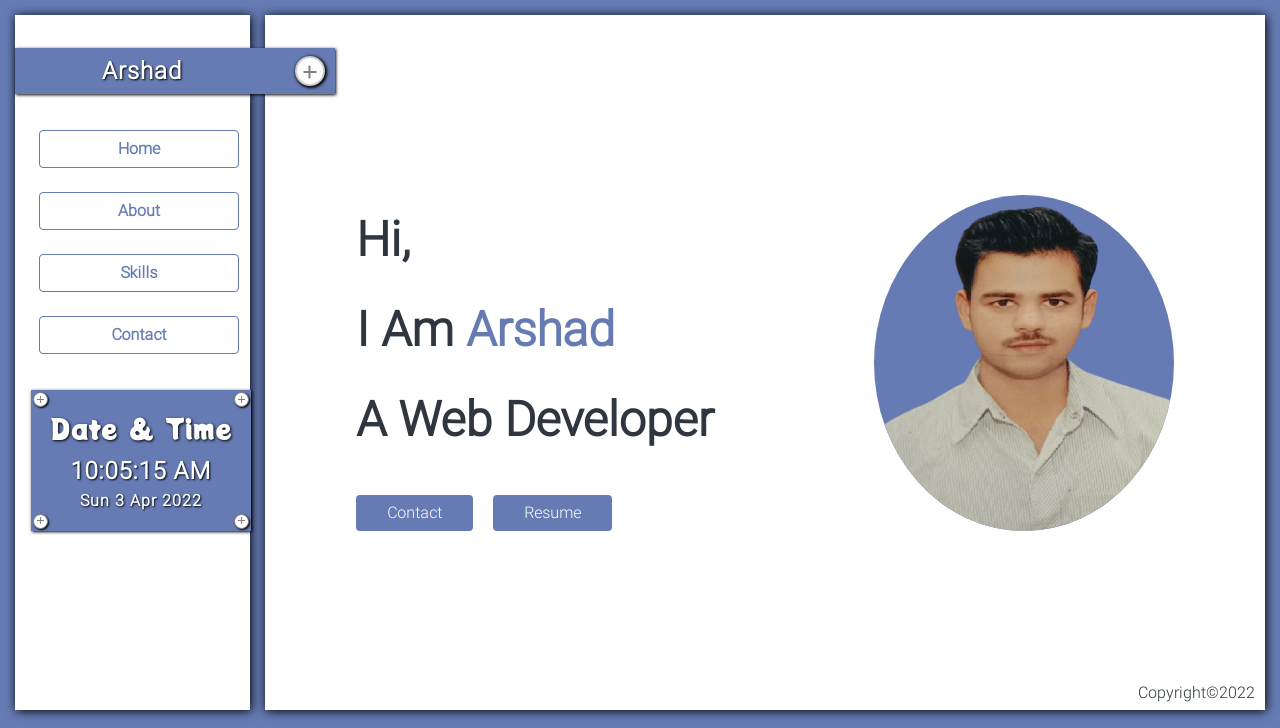 Arshad
Home
About
Skills
Contact
Date & Time
10:05:15 AM
Sun 3 Apr 2022
Hi,
I Am Arshad
A Web Developer
Contact
Resume
Copyright©2022